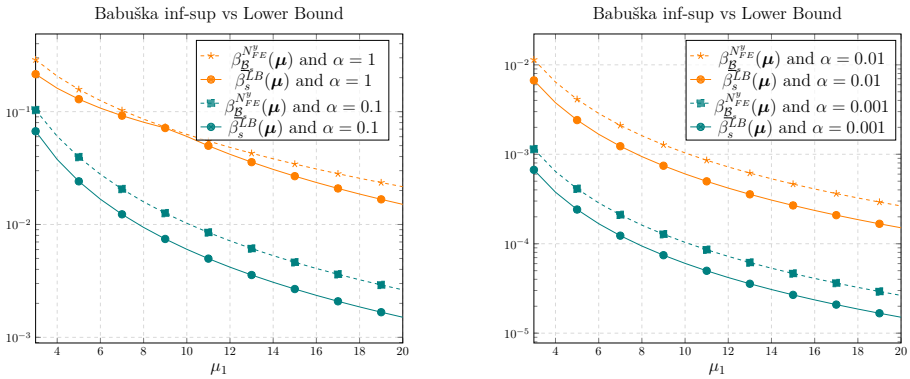 Babuška inf-sup vs Lower Bound
β_{𝓑_s}^{N_{FE}^y}(μ) and α = 1
β_s^{LB}(μ) and α = 1
β_{𝓑_s}^{N_{FE}^y}(μ) and α = 0.1
β_s^{LB}(μ) and α = 0.1
10^{-1}
10^{-2}
10^{-3}
4 6 8 10 12 14 16 18 20
μ_1
Babuška inf-sup vs Lower Bound
β_{𝓑_s}^{N_{FE}^y}(μ) and α = 0.01
β_s^{LB}(μ) and α = 0.01
β_{𝓑_s}^{N_{FE}^y}(μ) and α = 0.001
β_s^{LB}(μ) and α = 0.001
10^{-2}
10^{-3}
10^{-4}
10^{-5}
4 6 8 10 12 14 16 18 20
μ_1